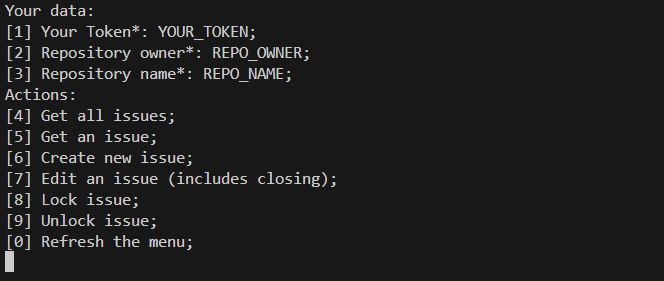 Your data:
[1] Your Token*: YOUR_TOKEN;
[2] Repository owner*: REPO_OWNER;
[3] Repository name*: REPO_NAME;
Actions:
[4] Get all issues;
[5] Get an issue;
[6] Create new issue;
[7] Edit an issue (includes closing);
[8] Lock issue;
[9] Unlock issue;
[0] Refresh the menu;